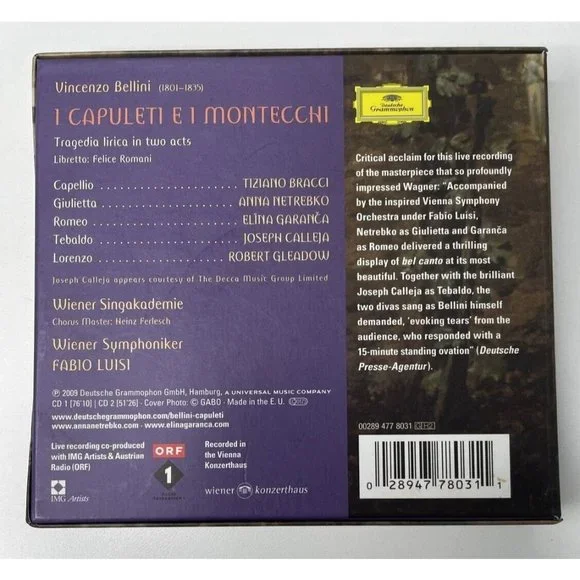 Vincenzo Bellini (1801–1835)
I CAPULETI E I MONTECCHI
Tragedia lirica in two acts
Libretto: Felice Romani
Capellio . . . . . . . . . . . . . . . . . . TIZIANO BRACCI
Giulietta . . . . . . . . . . . . . . . . . . ANNA NETREBKO
Romeo . . . . . . . . . . . . . . . . . . ELĪNA GARANČA
Tebaldo . . . . . . . . . . . . . . . . . . JOSEPH CALLEJA
Lorenzo . . . . . . . . . . . . . . . . . . ROBERT GLEADOW
Joseph Calleja appears courtesy of The Decca Music Group Limited
Wiener Singakademie
Chorus Master: Heinz Ferlesch
Wiener Symphoniker
FABIO LUISI
℗ 2009 Deutsche Grammophon GmbH, Hamburg, A UNIVERSAL MUSIC COMPANY
CD 1 [76'10] | CD 2 [51'26] · Cover Photo: © GABO · Made in the E. U.
www.deutschegrammophon.com/bellini-capuleti
www.annanetrebko.com · www.elinagaranca.com
Live recording co-produced
with IMG Artists & Austrian
Radio (ORF)
IMG Artists
ORF
1
Recorded in
the Vienna
Konzerthaus
wiener konzerthaus
Deutsche
Grammophon
Critical acclaim for this live recording
of the masterpiece that so profoundly
impressed Wagner: “Accompanied
by the inspired Vienna Symphony
Orchestra under Fabio Luisi,
Netrebko as Giulietta and Garanča
as Romeo delivered a thrilling
display of bel canto at its most
beautiful. Together with the brilliant
Joseph Calleja as Tebaldo, the
two divas sang as Bellini himself
demanded, ‘evoking tears’ from the
audience, who responded with a
15-minute standing ovation” (Deutsche
Presse-Agentur).
00289 477 8031 GH2
0 28947 78031 1